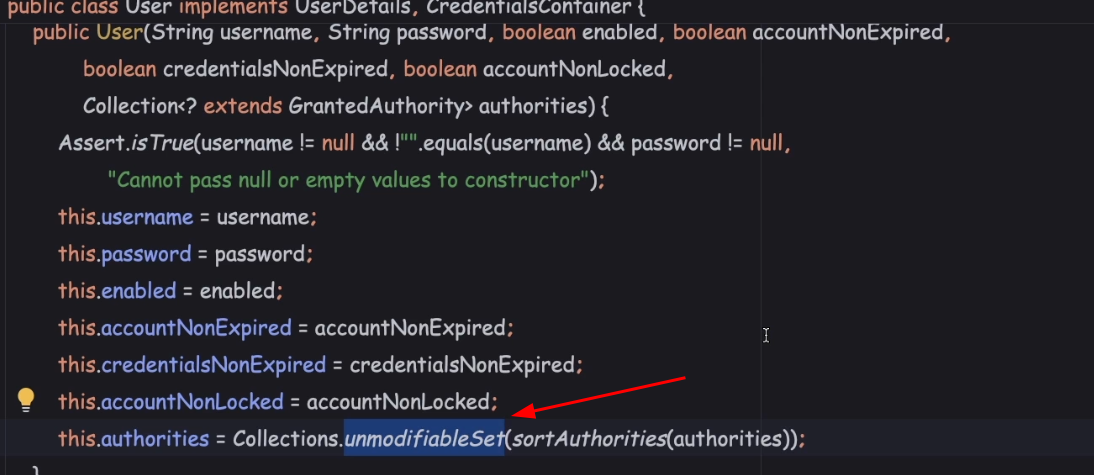 public class User implements UserDetails, CredentialsContainer {
public User(String username, String password, boolean enabled, boolean accountNonExpired,
boolean credentialsNonExpired, boolean accountNonLocked,
Collection<? extends GrantedAuthority> authorities) {
Assert.isTrue(username != null && !"".equals(username) && password != null,
"Cannot pass null or empty values to constructor");
this.username = username;
this.password = password;
this.enabled = enabled;
this.accountNonExpired = accountNonExpired;
this.credentialsNonExpired = credentialsNonExpired;
this.accountNonLocked = accountNonLocked;
this.authorities = Collections.unmodifiableSet(sortAuthorities(authorities));
}